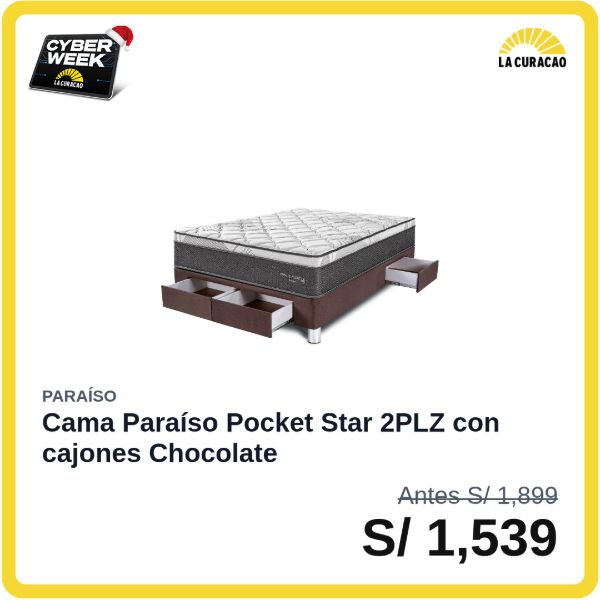 CYBER
WEEK
LA CURACAO
LA CURACAO
PARAÍSO
Cama Paraíso Pocket Star 2PLZ con
cajones Chocolate
Antes S/ 1,899
S/ 1,539